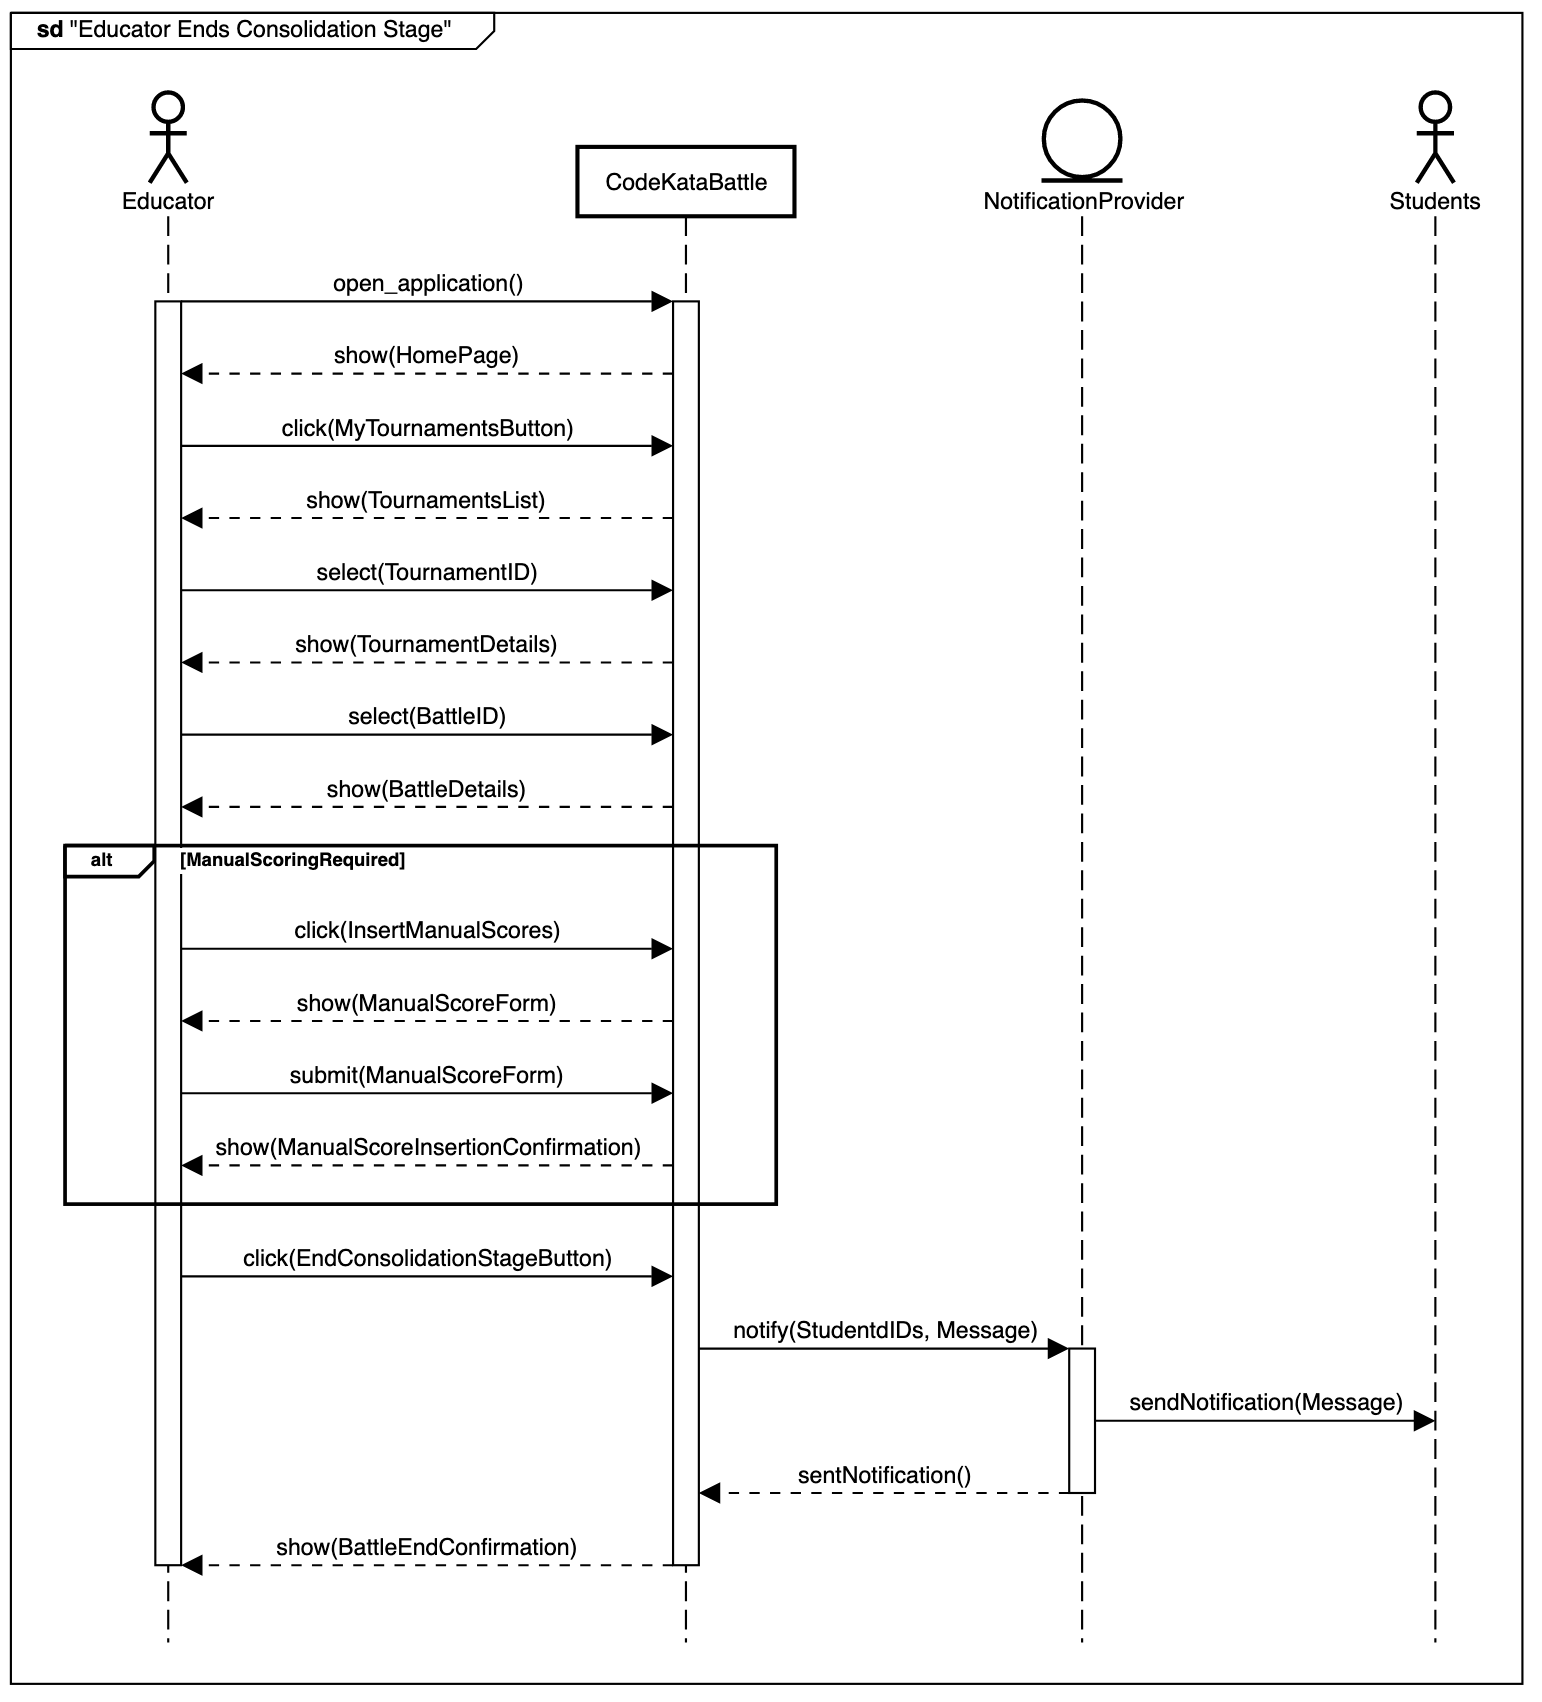 sd "Educator Ends Consolidation Stage"
CodeKataBattle
Educator
NotificationProvider
Students
open_application()
show(HomePage)
click(MyTournamentsButton)
show(TournamentsList)
select(TournamentID)
show(TournamentDetails)
select(BattleID)
show(BattleDetails)
alt [ManualScoringRequired]
click(InsertManualScores)
show(ManualScoreForm)
submit(ManualScoreForm)
show(ManualScoreInsertionConfirmation)
click(EndConsolidationStageButton)
notify(StudentdIDs, Message)
sendNotification(Message)
sentNotification()
show(BattleEndConfirmation)